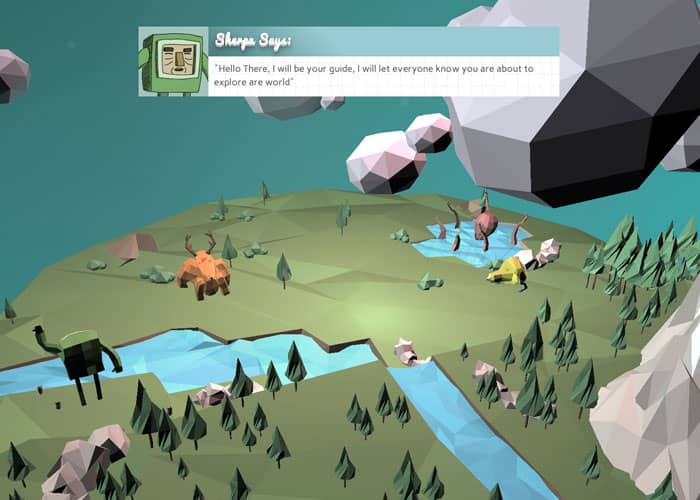 Sherpa Says:
"Hello There, I will be your guide, I will let everyone know you are about to
explore are world"